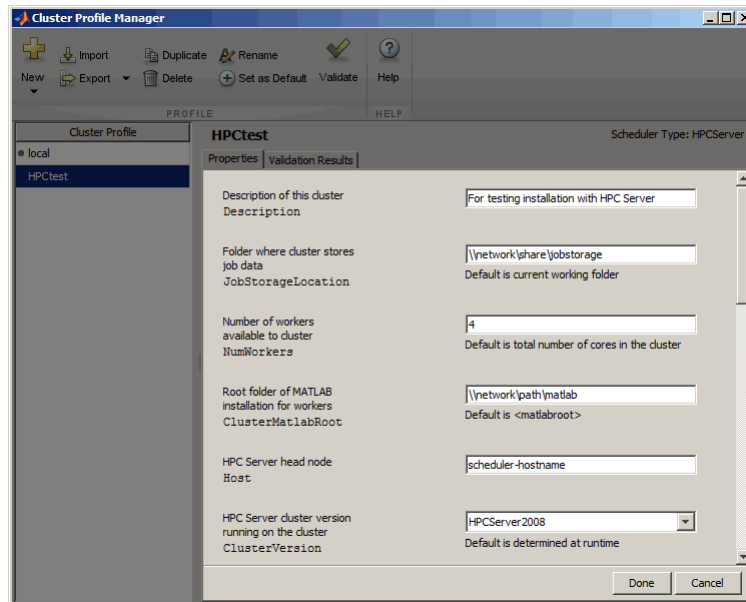 Cluster Profile Manager
New
Import
Export
Duplicate
Delete
Rename
Set as Default
Validate
Help
PROFILE
HELP
Cluster Profile
local
HPCtest
HPCtest
Scheduler Type: HPCServer
Properties
Validation Results
Description of this cluster
Description
For testing installation with HPC Server
Folder where cluster stores
job data
JobStorageLocation
\\network\share\jobstorage
Default is current working folder
Number of workers
available to cluster
NumWorkers
4
Default is total number of cores in the cluster
Root folder of MATLAB
installation for workers
ClusterMatlabRoot
\\network\path\matlab
Default is <matlabroot>
HPC Server head node
Host
scheduler-hostname
HPC Server cluster version
running on the cluster
ClusterVersion
HPCServer2008
Default is determined at runtime
Done
Cancel